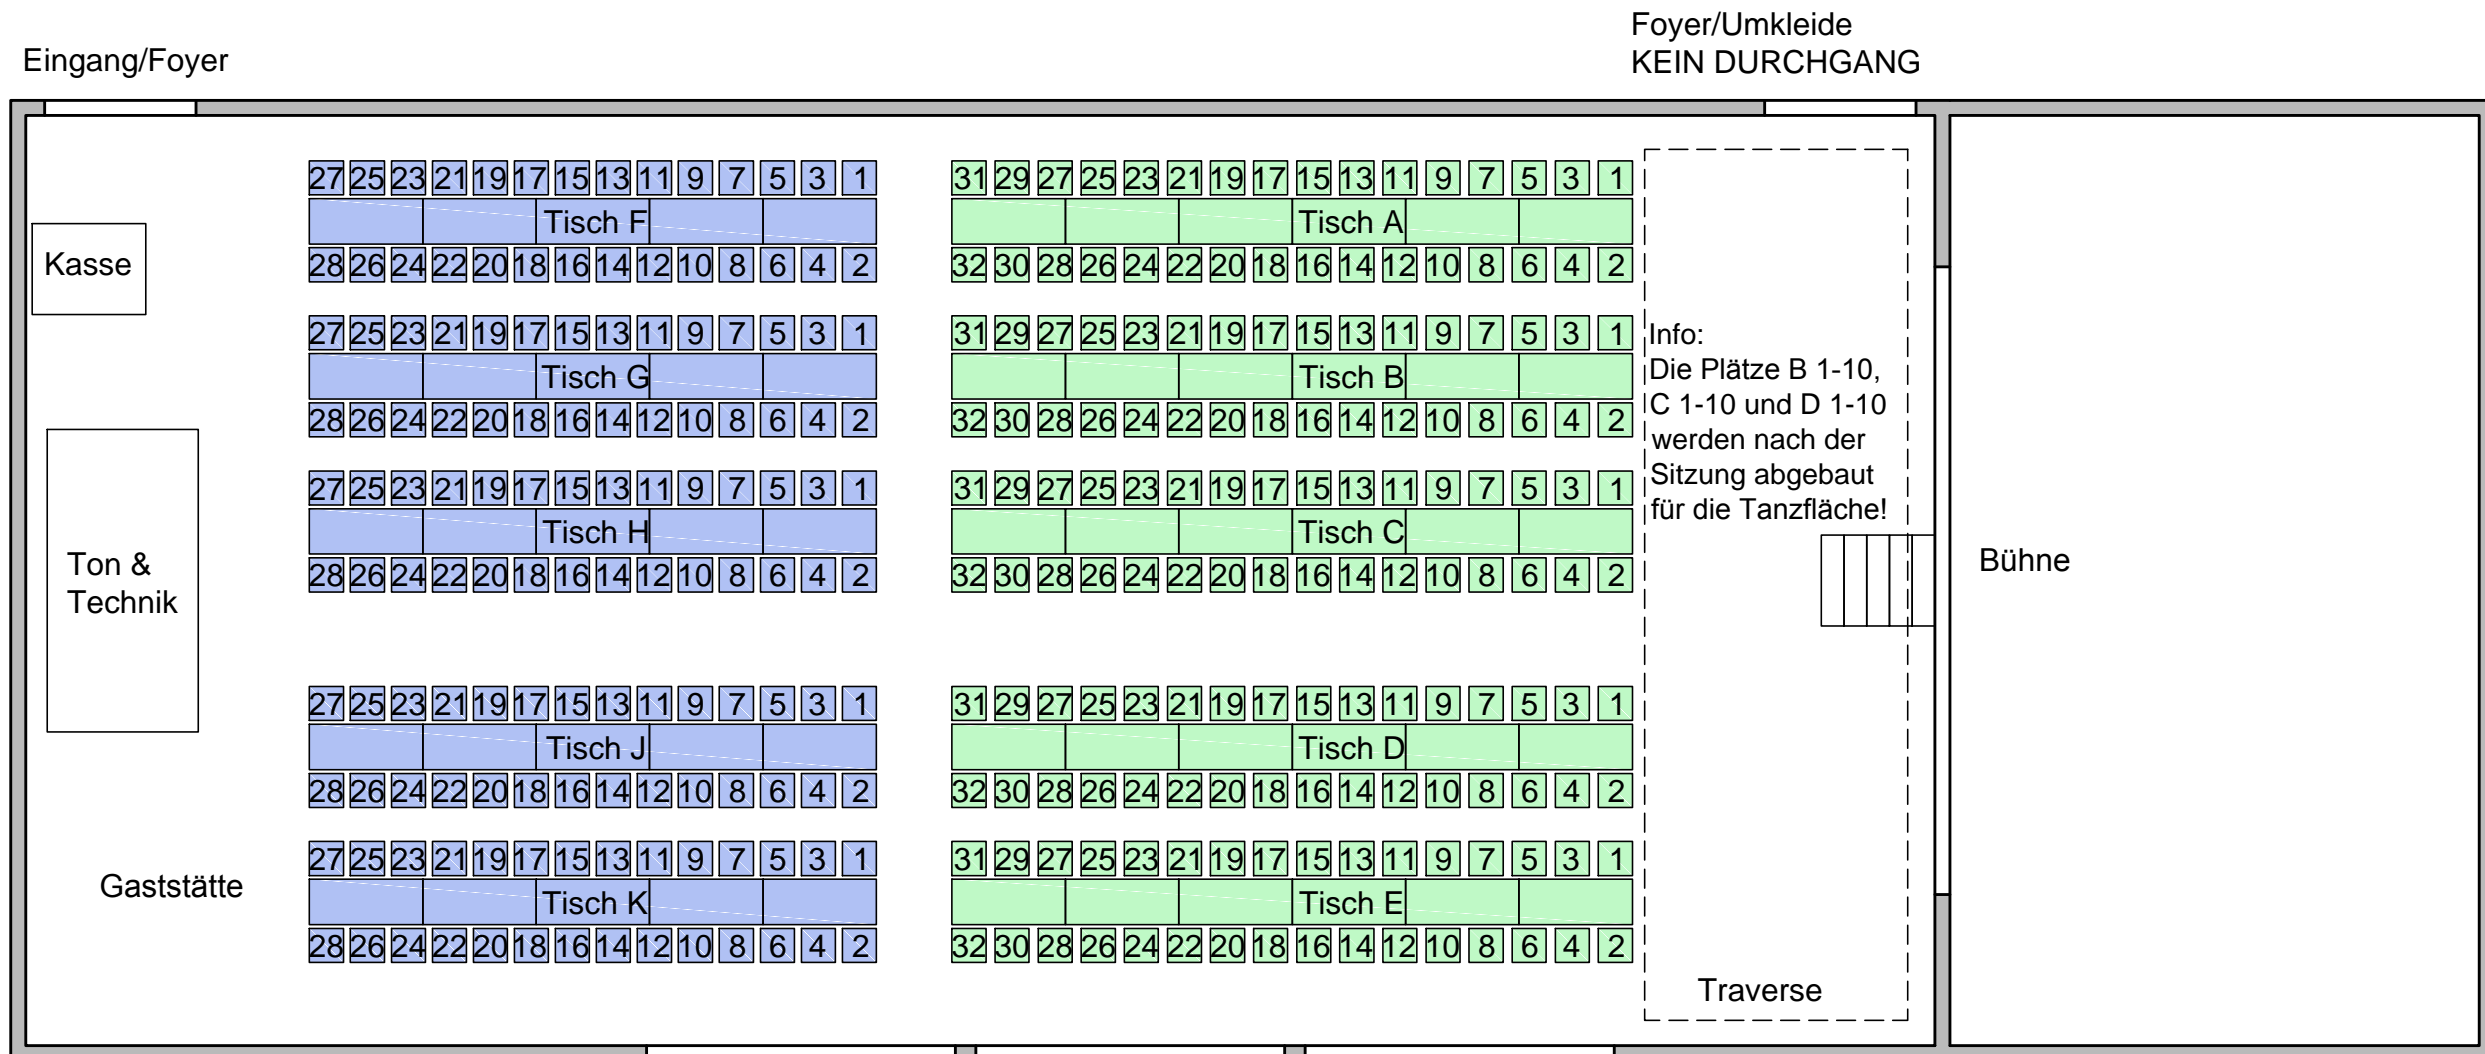 Foyer/Umkleide
KEIN DURCHGANG
Eingang/Foyer
27 25 23 21 19 17 15 13 11 9 7 5 3 1
Tisch F
28 26 24 22 20 18 16 14 12 10 8 6 4 2
31 29 27 25 23 21 19 17 15 13 11 9 7 5 3 1
Tisch A
32 30 28 26 24 22 20 18 16 14 12 10 8 6 4 2
Kasse
27 25 23 21 19 17 15 13 11 9 7 5 3 1
Tisch G
28 26 24 22 20 18 16 14 12 10 8 6 4 2
31 29 27 25 23 21 19 17 15 13 11 9 7 5 3 1
Tisch B
32 30 28 26 24 22 20 18 16 14 12 10 8 6 4 2
Info:
Die Plätze B 1-10,
C 1-10 und D 1-10
werden nach der
Sitzung abgebaut
für die Tanzfläche!
27 25 23 21 19 17 15 13 11 9 7 5 3 1
Tisch H
28 26 24 22 20 18 16 14 12 10 8 6 4 2
31 29 27 25 23 21 19 17 15 13 11 9 7 5 3 1
Tisch C
32 30 28 26 24 22 20 18 16 14 12 10 8 6 4 2
Ton &
Technik
Bühne
27 25 23 21 19 17 15 13 11 9 7 5 3 1
Tisch J
28 26 24 22 20 18 16 14 12 10 8 6 4 2
31 29 27 25 23 21 19 17 15 13 11 9 7 5 3 1
Tisch D
32 30 28 26 24 22 20 18 16 14 12 10 8 6 4 2
Gaststätte
27 25 23 21 19 17 15 13 11 9 7 5 3 1
Tisch K
28 26 24 22 20 18 16 14 12 10 8 6 4 2
31 29 27 25 23 21 19 17 15 13 11 9 7 5 3 1
Tisch E
32 30 28 26 24 22 20 18 16 14 12 10 8 6 4 2
Traverse